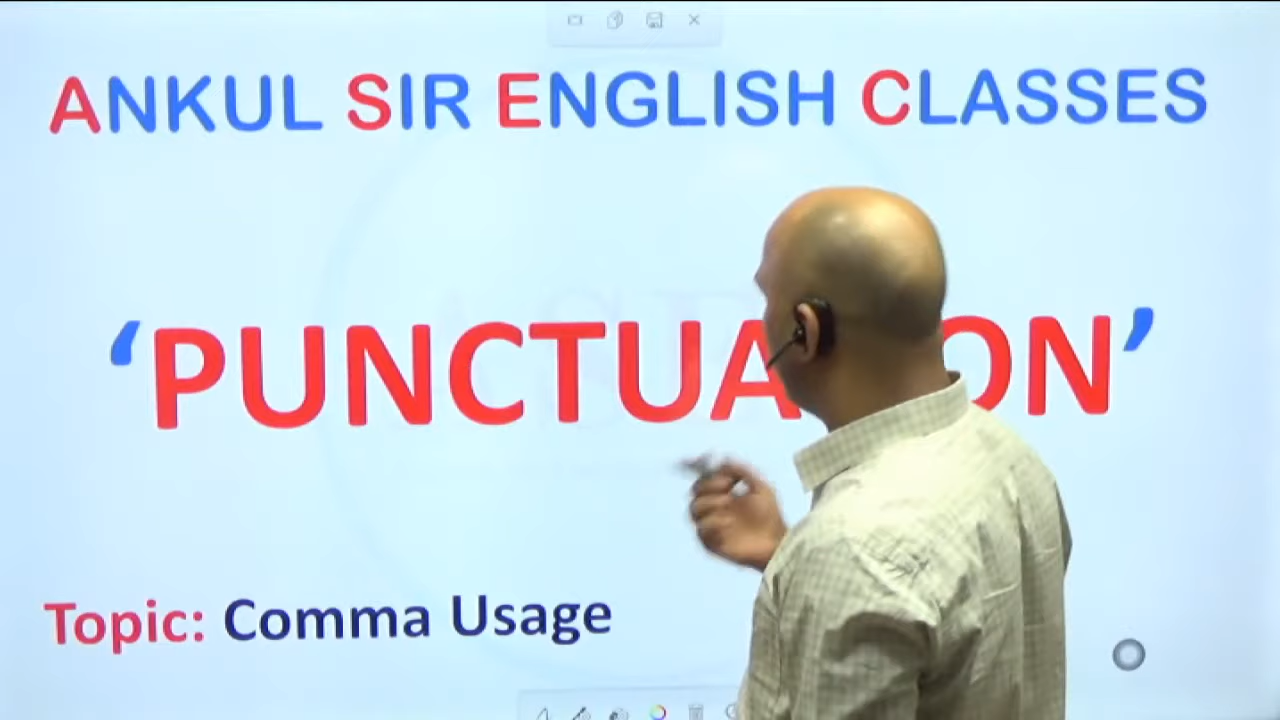 ANKUL SIR ENGLISH CLASSES
‘PUNCTUA ON’
Topic: Comma Usage